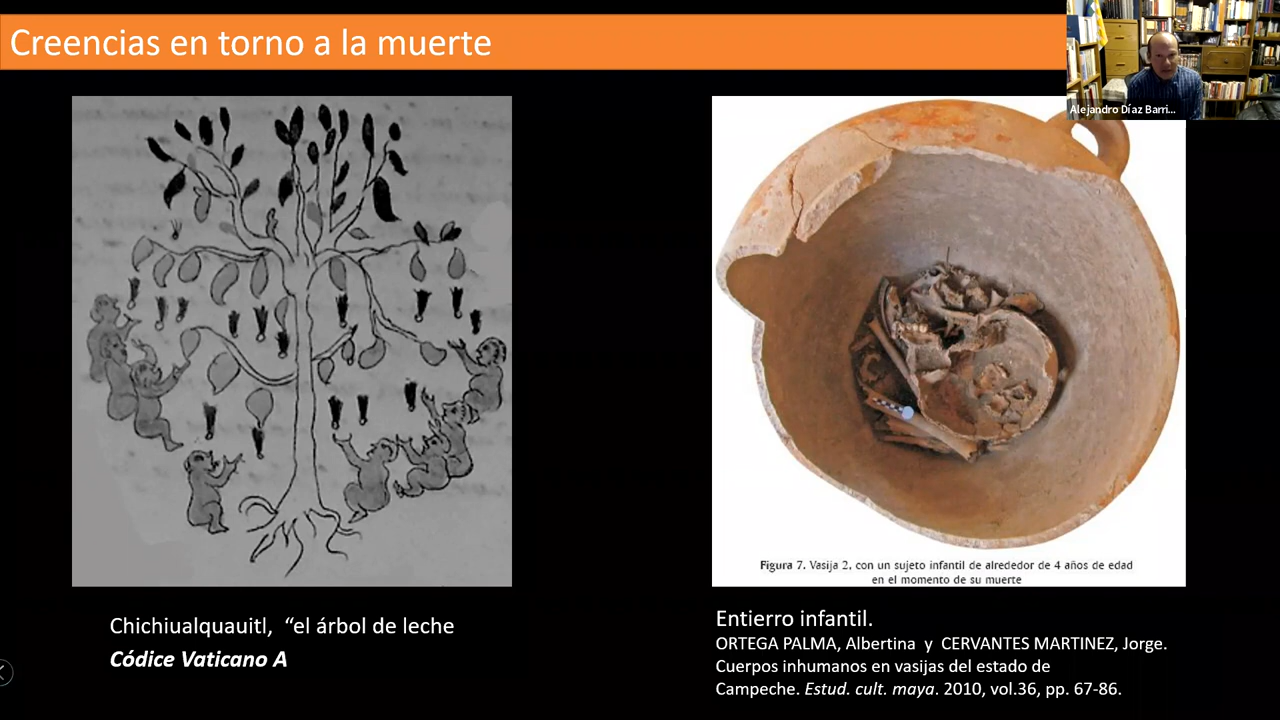 Creencias en torno a la muerte
Alejandro Díaz Barri...
Figura 7. Vasija 2, con un sujeto infantil de alrededor de 4 años de edad
en el momento de su muerte
Chichiualquauitl, “el árbol de leche
Códice Vaticano A
Entierro infantil.
ORTEGA PALMA, Albertina y CERVANTES MARTINEZ, Jorge.
Cuerpos inhumanos en vasijas del estado de
Campeche. Estud. cult. maya. 2010, vol.36, pp. 67-86.